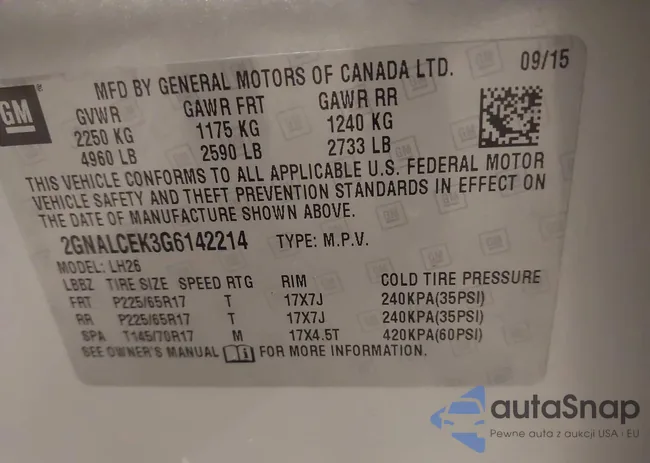 MFD BY GENERAL MOTORS OF CANADA LTD. 09/15
GM
GVWR GAWR FRT GAWR RR
2250 KG 1175 KG 1240 KG
4960 LB 2590 LB 2733 LB
THIS VEHICLE CONFORMS TO ALL APPLICABLE U.S. FEDERAL MOTOR
VEHICLE SAFETY AND THEFT PREVENTION STANDARDS IN EFFECT ON
THE DATE OF MANUFACTURE SHOWN ABOVE.
2GNALCEK3G6142214 TYPE: M.P.V.
MODEL: LH26
LBBZ TIRE SIZE SPEED RTG RIM COLD TIRE PRESSURE
FRT P225/65R17 T 17X7J 240KPA(35PSI)
RR P225/65R17 T 17X7J 240KPA(35PSI)
SPA T145/70R17 M 17X4.5T 420KPA(60PSI)
SEE OWNER'S MANUAL FOR MORE INFORMATION.
autaSnap
Pewne auta z aukcji USA i EU